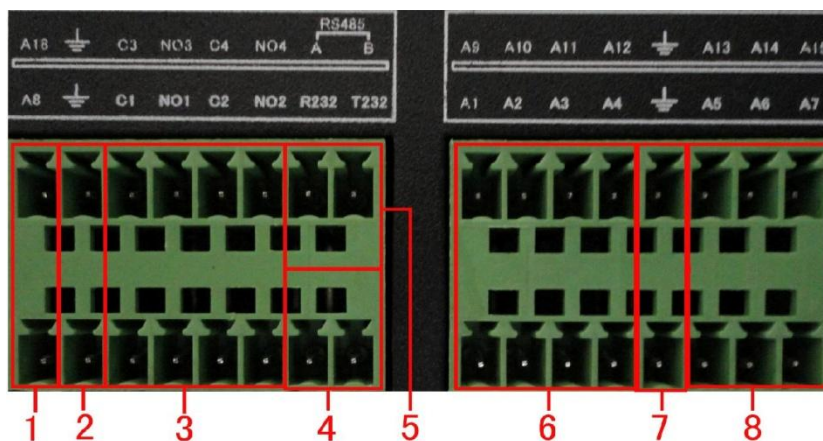 RS485
A16 C3 NO3 C4 NO4 A B
A8 C1 NO1 C2 NO2 R232 T232
A9 A10 A11 A12 A13 A14 A15
A1 A2 A3 A4 A5 A6 A7
1 2 3 4 5 6 7 8